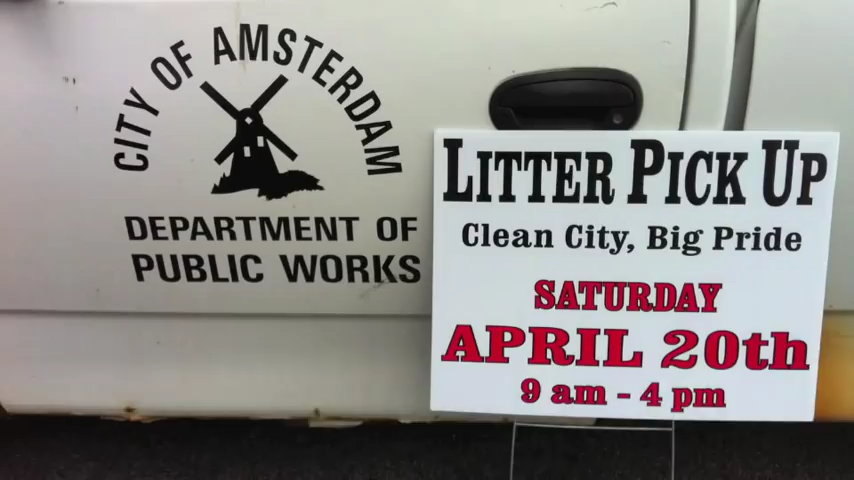 CITY OF AMSTERDAM
DEPARTMENT OF
PUBLIC WORKS
LITTER PICK UP
Clean City, Big Pride
SATURDAY
APRIL 20th
9 am - 4 pm